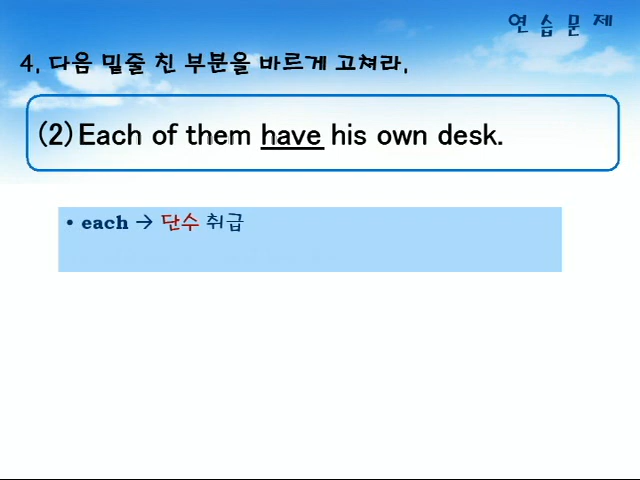 연 습 문 제
4. 다음 밑줄 친 부분을 바르게 고쳐라.
(2) Each of them have his own desk.
• each → 단수 취급